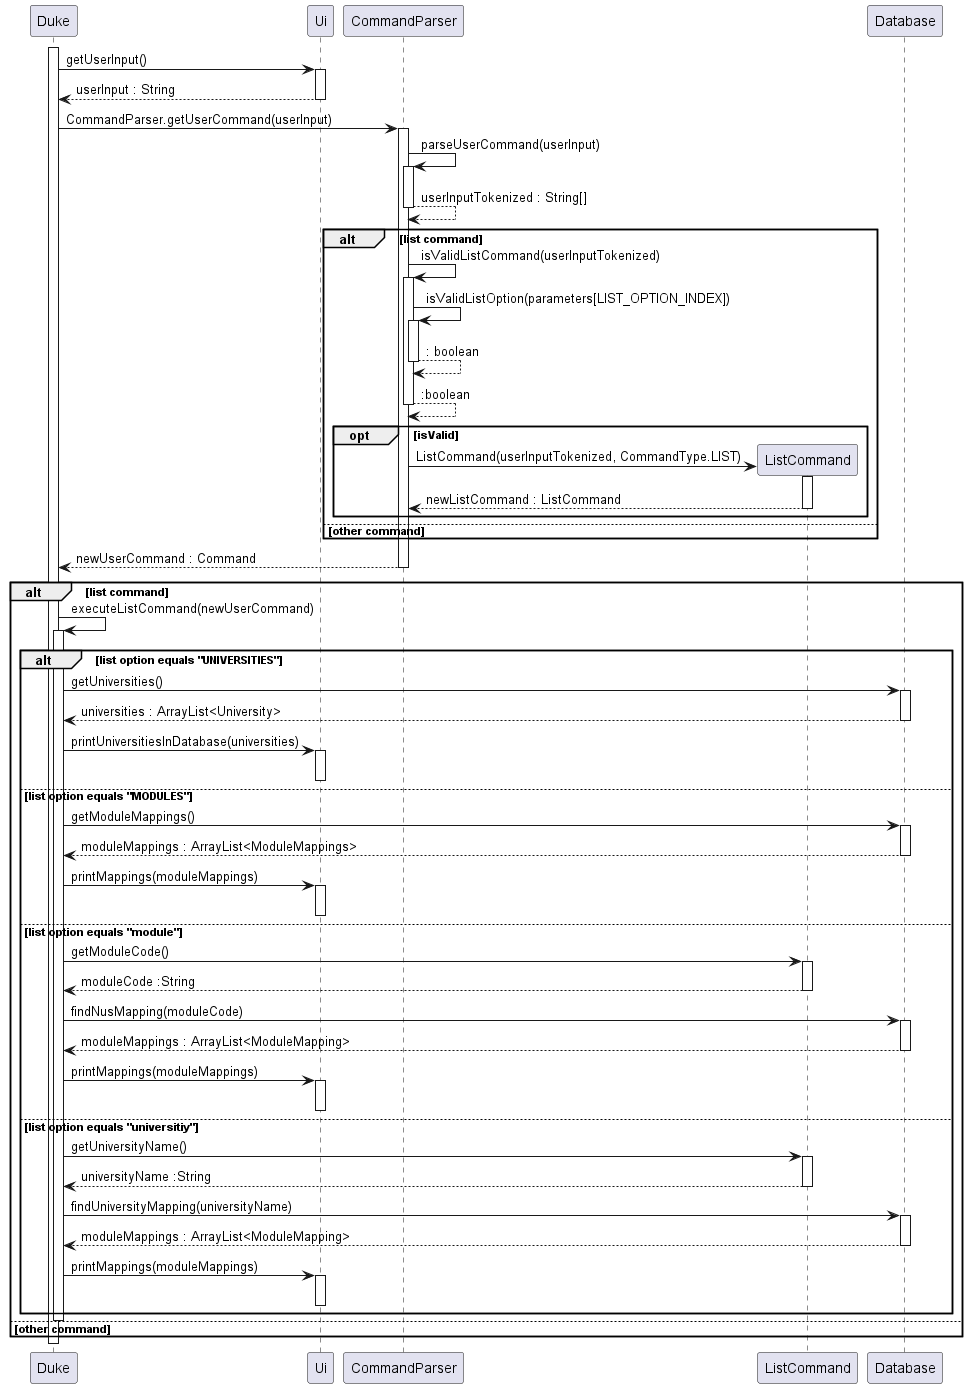 Duke
Ui
CommandParser
Database
getUserInput()
userInput : String
CommandParser.getUserCommand(userInput)
parseUserCommand(userInput)
userInputTokenized : String[]
alt
[list command]
isValidListCommand(userInputTokenized)
isValidListOption(parameters[LIST_OPTION_INDEX])
: boolean
:boolean
opt
[isValid]
ListCommand(userInputTokenized, CommandType.LIST)
ListCommand
newListCommand : ListCommand
[other command]
newUserCommand : Command
alt
[list command]
executeListCommand(newUserCommand)
alt
[list option equals "UNIVERSITIES"]
getUniversities()
universities : ArrayList<University>
printUniversitiesInDatabase(universities)
[list option equals "MODULES"]
getModuleMappings()
moduleMappings : ArrayList<ModuleMappings>
printMappings(moduleMappings)
[list option equals "module"]
getModuleCode()
moduleCode :String
findNusMapping(moduleCode)
moduleMappings : ArrayList<ModuleMapping>
printMappings(moduleMappings)
[list option equals "universitiy"]
getUniversityName()
universityName :String
findUniversityMapping(universityName)
moduleMappings : ArrayList<ModuleMapping>
printMappings(moduleMappings)
[other command]
Duke
Ui
CommandParser
ListCommand
Database